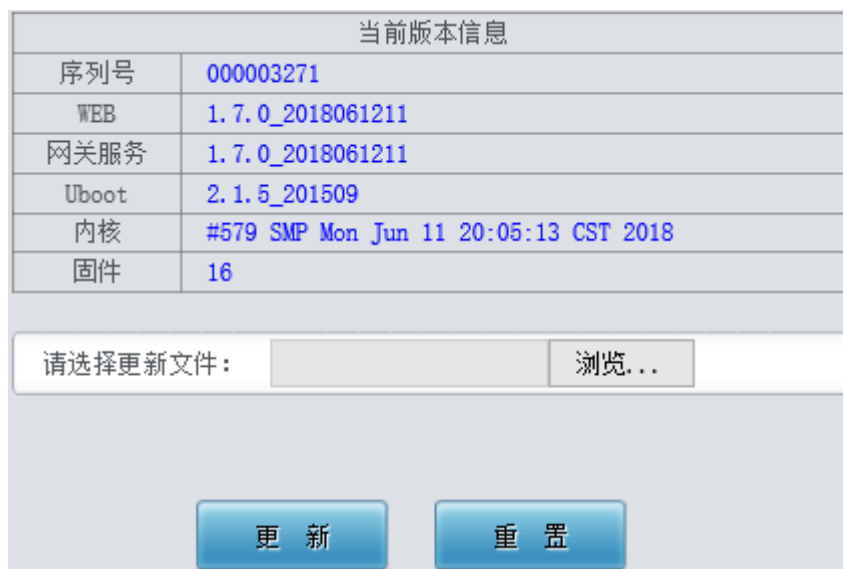 当前版本信息
序列号 000003271
WEB 1.7.0_2018061211
网关服务 1.7.0_2018061211
Uboot 2.1.5_201509
内核 #579 SMP Mon Jun 11 20:05:13 CST 2018
固件 16
请选择更新文件: 浏览...
更 新 重 置